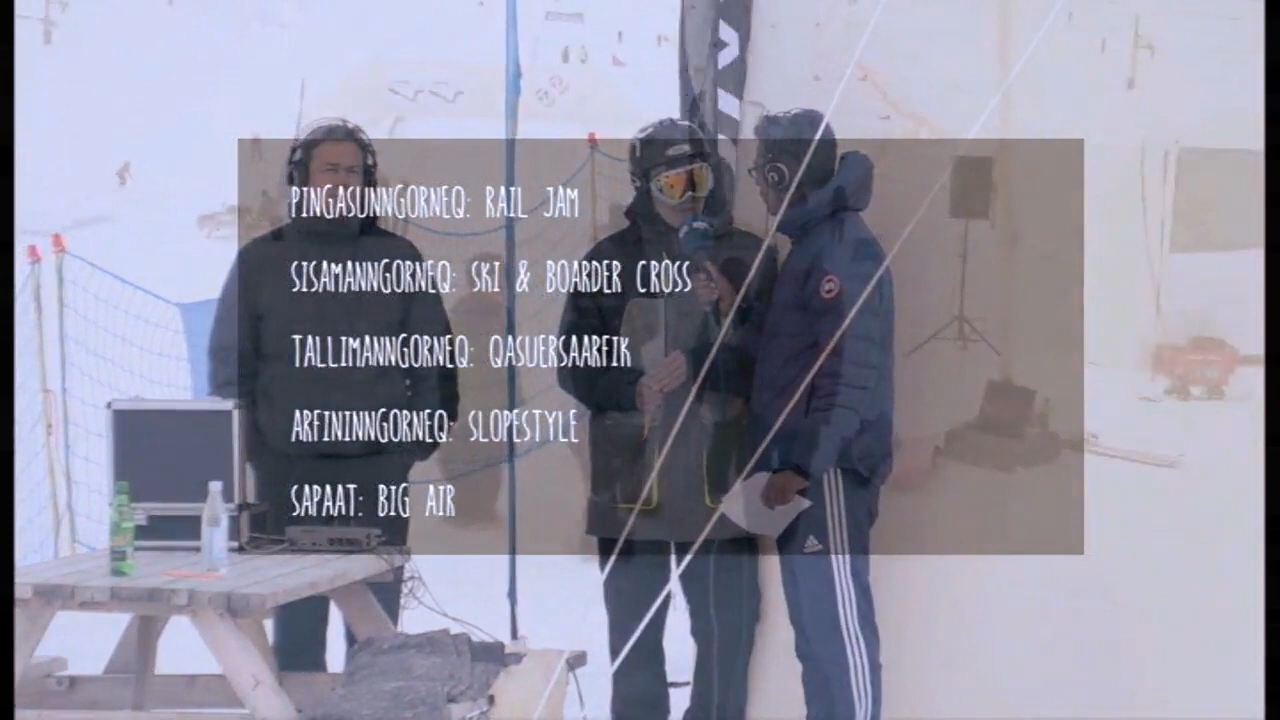 PINGASUNNGORNEQ: RAIL JAM
SISAMANNGORNEQ: SKI & BOARDER CROSS
TALLIMANNGORNEQ: QASUERSAARFIK
ARFININNGORNEQ: SLOPESTYLE
SAPAAT: BIG AIR